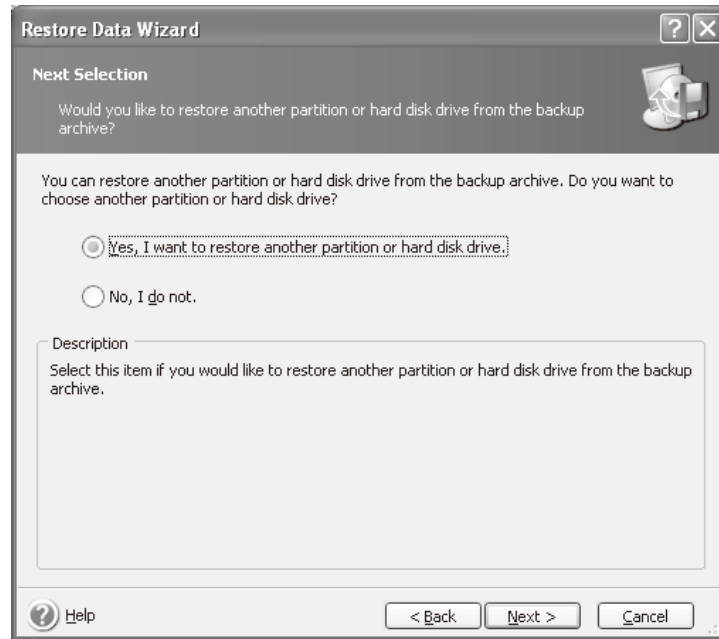 Restore Data Wizard
Next Selection
Would you like to restore another partition or hard disk drive from the backup
archive?
You can restore another partition or hard disk drive from the backup archive. Do you want to
choose another partition or hard disk drive?
Yes, I want to restore another partition or hard disk drive.
No, I do not.
Description
Select this item if you would like to restore another partition or hard disk drive from the backup
archive.
Help
< Back
Next >
Cancel